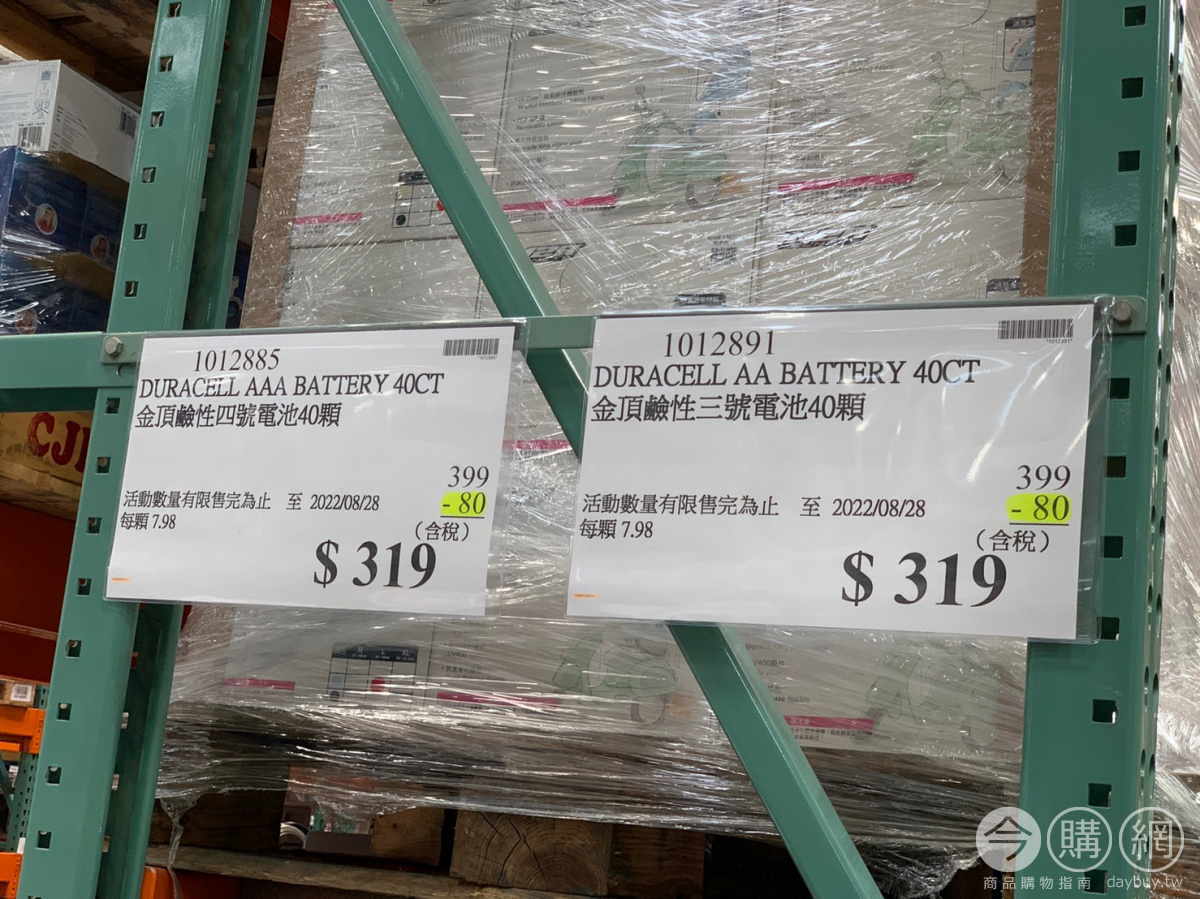 1012885
DURACELL AAA BATTERY 40CT
金頂鹼性四號電池40顆
399
活動數量有限售完為止 至 2022/08/28 - 80
每顆 7.98
(含稅)
$ 319
1012891
DURACELL AA BATTERY 40CT
金頂鹼性三號電池40顆
399
活動數量有限售完為止 至 2022/08/28 - 80
每顆 7.98
(含稅)
$ 319
CJ
今購網
商品購物指南 daybuy.tw